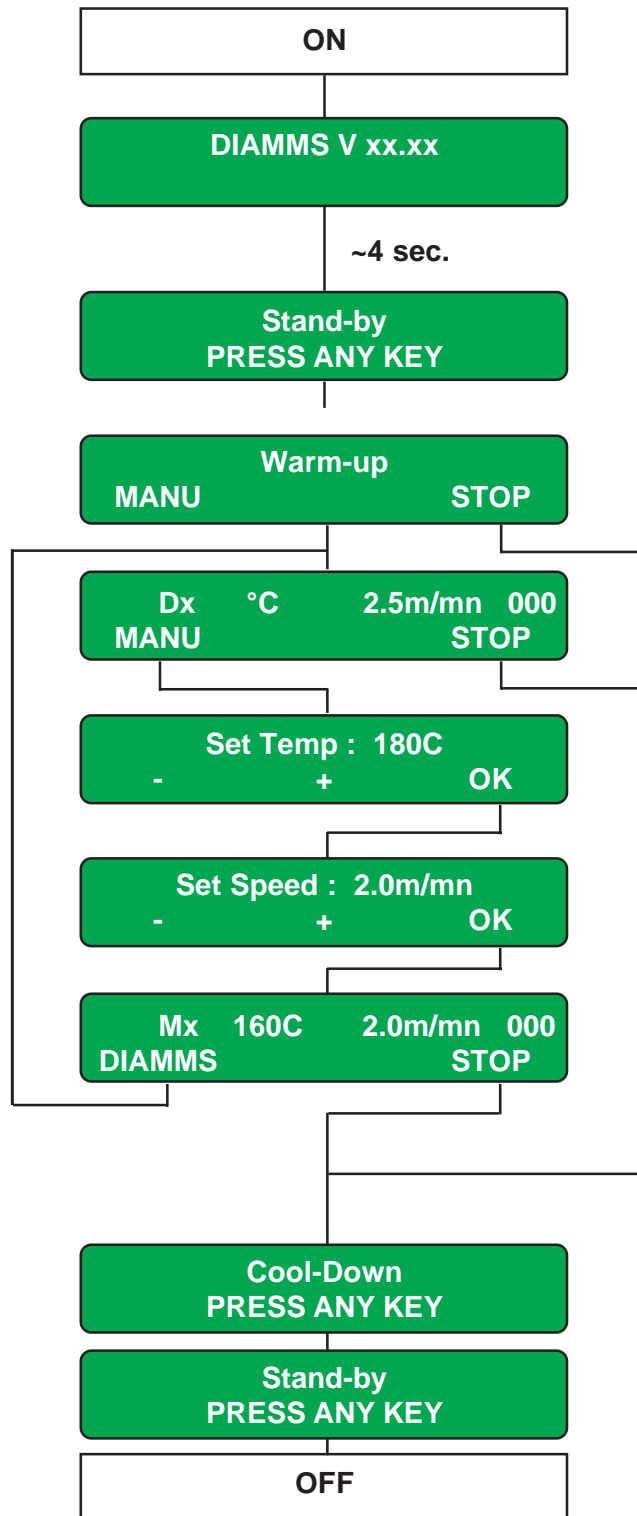 ON
DIAMMS V xx.xx
~4 sec.
Stand-by
PRESS ANY KEY
Warm-up
MANU STOP
Dx °C 2.5m/mn 000
MANU STOP
Set Temp : 180C
- + OK
Set Speed : 2.0m/mn
- + OK
Mx 160C 2.0m/mn 000
DIAMMS STOP
Cool-Down
PRESS ANY KEY
Stand-by
PRESS ANY KEY
OFF